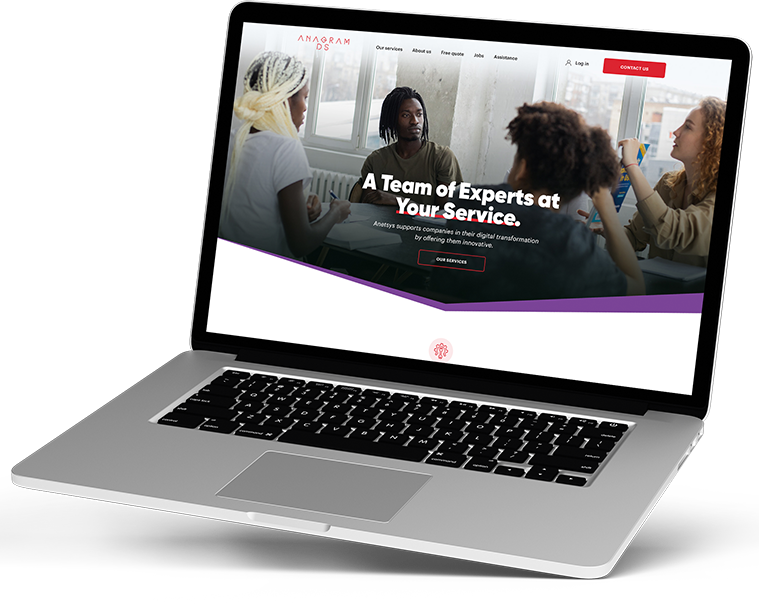 ANAGRAM
DS
Our services
About us
Free quote
Jobs
Assistance
Log in
CONTACT US
A Team of Experts at
Your Service.
Anetsys supports companies in their digital transformation
by offering them innovative.
OUR SERVICES